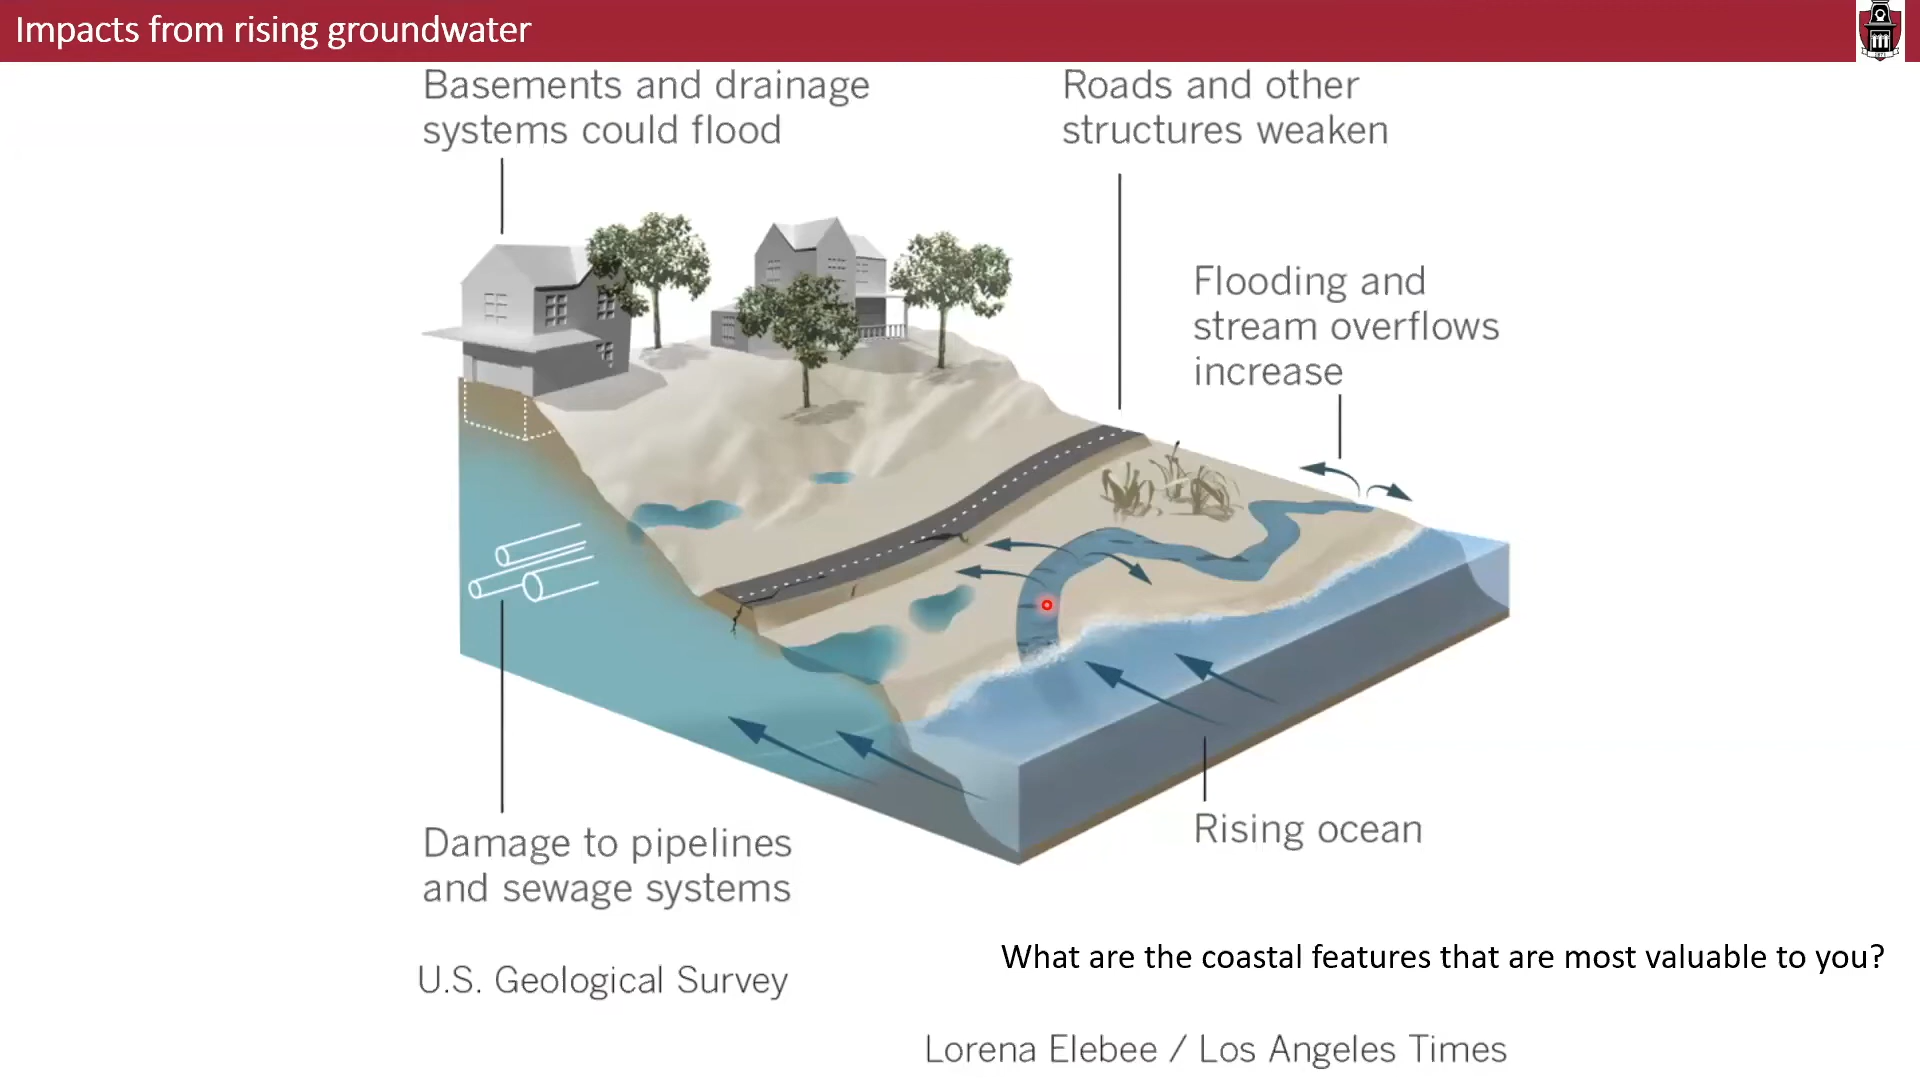 Impacts from rising groundwater
Basements and drainage
systems could flood
Roads and other
structures weaken
Flooding and
stream overflows
increase
Rising ocean
Damage to pipelines
and sewage systems
What are the coastal features that are most valuable to you?
U.S. Geological Survey
Lorena Elebee / Los Angeles Times